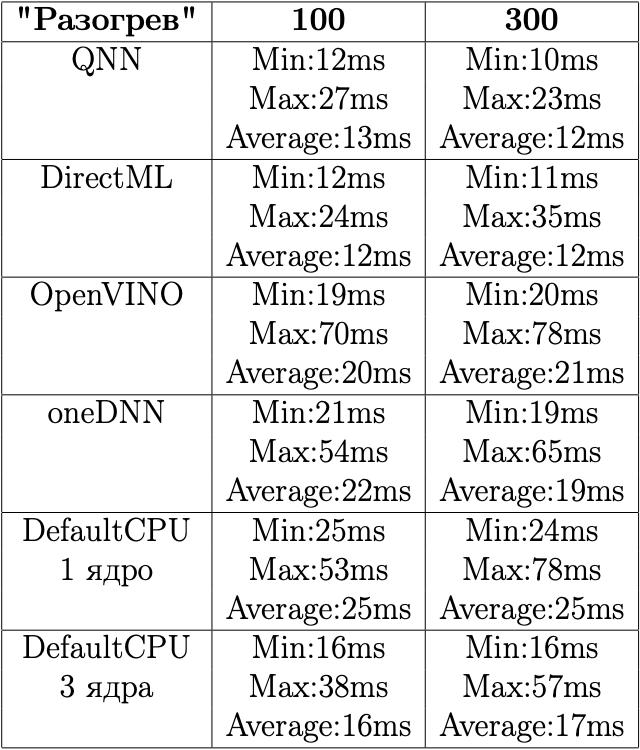 "Разогрев" 100 300
QNN Min:12ms Min:10ms
Max:27ms Max:23ms
Average:13ms Average:12ms
DirectML Min:12ms Min:11ms
Max:24ms Max:35ms
Average:12ms Average:12ms
OpenVINO Min:19ms Min:20ms
Max:70ms Max:78ms
Average:20ms Average:21ms
oneDNN Min:21ms Min:19ms
Max:54ms Max:65ms
Average:22ms Average:19ms
DefaultCPU Min:25ms Min:24ms
1 ядро Max:53ms Max:78ms
Average:25ms Average:25ms
DefaultCPU Min:16ms Min:16ms
3 ядра Max:38ms Max:57ms
Average:16ms Average:17ms